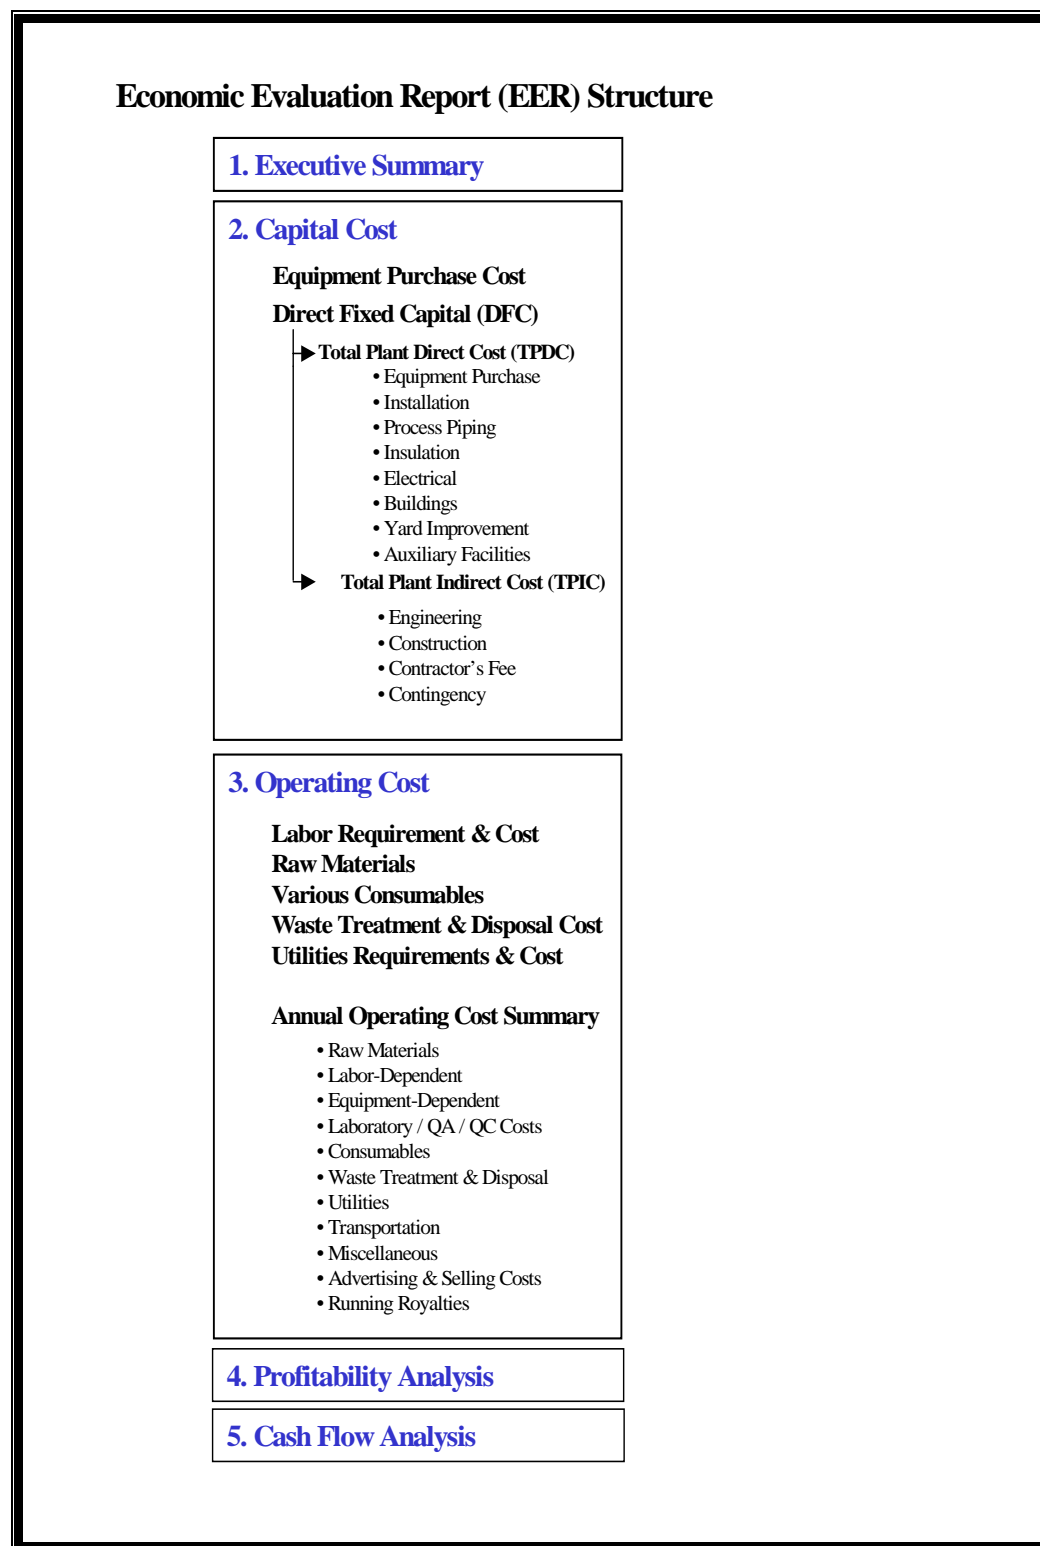 Economic Evaluation Report (EER) Structure
1. Executive Summary
2. Capital Cost
Equipment Purchase Cost
Direct Fixed Capital (DFC)
Total Plant Direct Cost (TPDC)
• Equipment Purchase
• Installation
• Process Piping
• Insulation
• Electrical
• Buildings
• Yard Improvement
• Auxiliary Facilities
Total Plant Indirect Cost (TPIC)
• Engineering
• Construction
• Contractor’s Fee
• Contingency
3. Operating Cost
Labor Requirement & Cost
Raw Materials
Various Consumables
Waste Treatment & Disposal Cost
Utilities Requirements & Cost
Annual Operating Cost Summary
• Raw Materials
• Labor-Dependent
• Equipment-Dependent
• Laboratory / QA / QC Costs
• Consumables
• Waste Treatment & Disposal
• Utilities
• Transportation
• Miscellaneous
• Advertising & Selling Costs
• Running Royalties
4. Profitability Analysis
5. Cash Flow Analysis